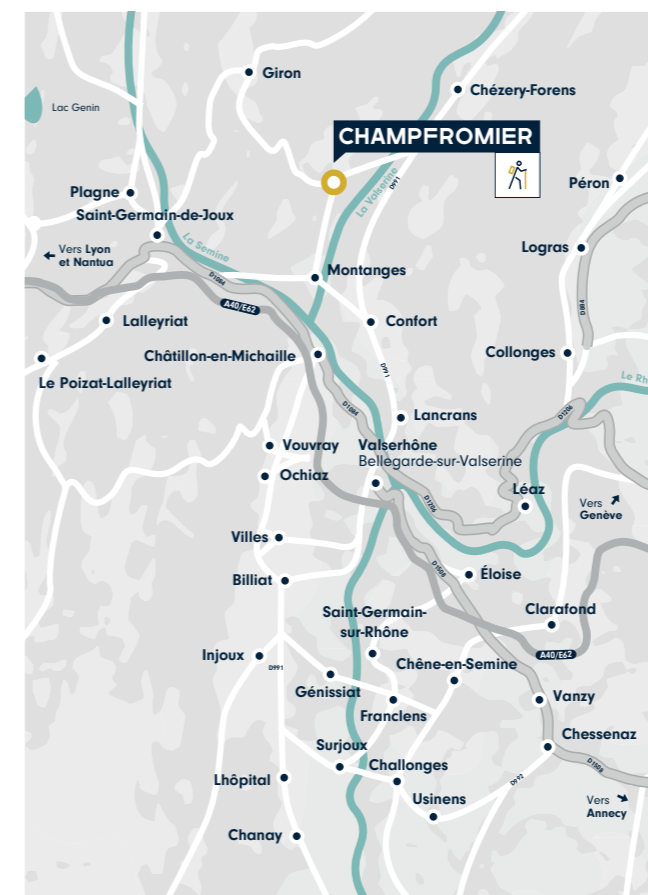 Giron
Chézery-Forens
Lac Genin
CHAMPFROMIER
La Valserine
D991
Péron
Plagne
Saint-Germain-de-Joux
La Semine
Logras
Vers Lyon
et Nantua
D1084
Montanges
A40/E62
D884
Lalleyriat
Confort
Châtillon-en-Michaille
Collonges
Le Poizat-Lalleyriat
D991
Le Rh
D1084
Lancrans
D1206
Vouvray
Valserhône
Bellegarde-sur-Valserine
Ochiaz
D1206
Léaz
Vers
Genève
Villes
D1508
Éloise
Billiat
Saint-Germain-
sur-Rhône
Clarafond
Injoux
D991
Chêne-en-Semine
A40/E62
Génissiat
Vanzy
Franclens
Surjoux
Chessenaz
Challonges
D1508
Lhôpital
D992
Usinens
Vers
Annecy
Chanay